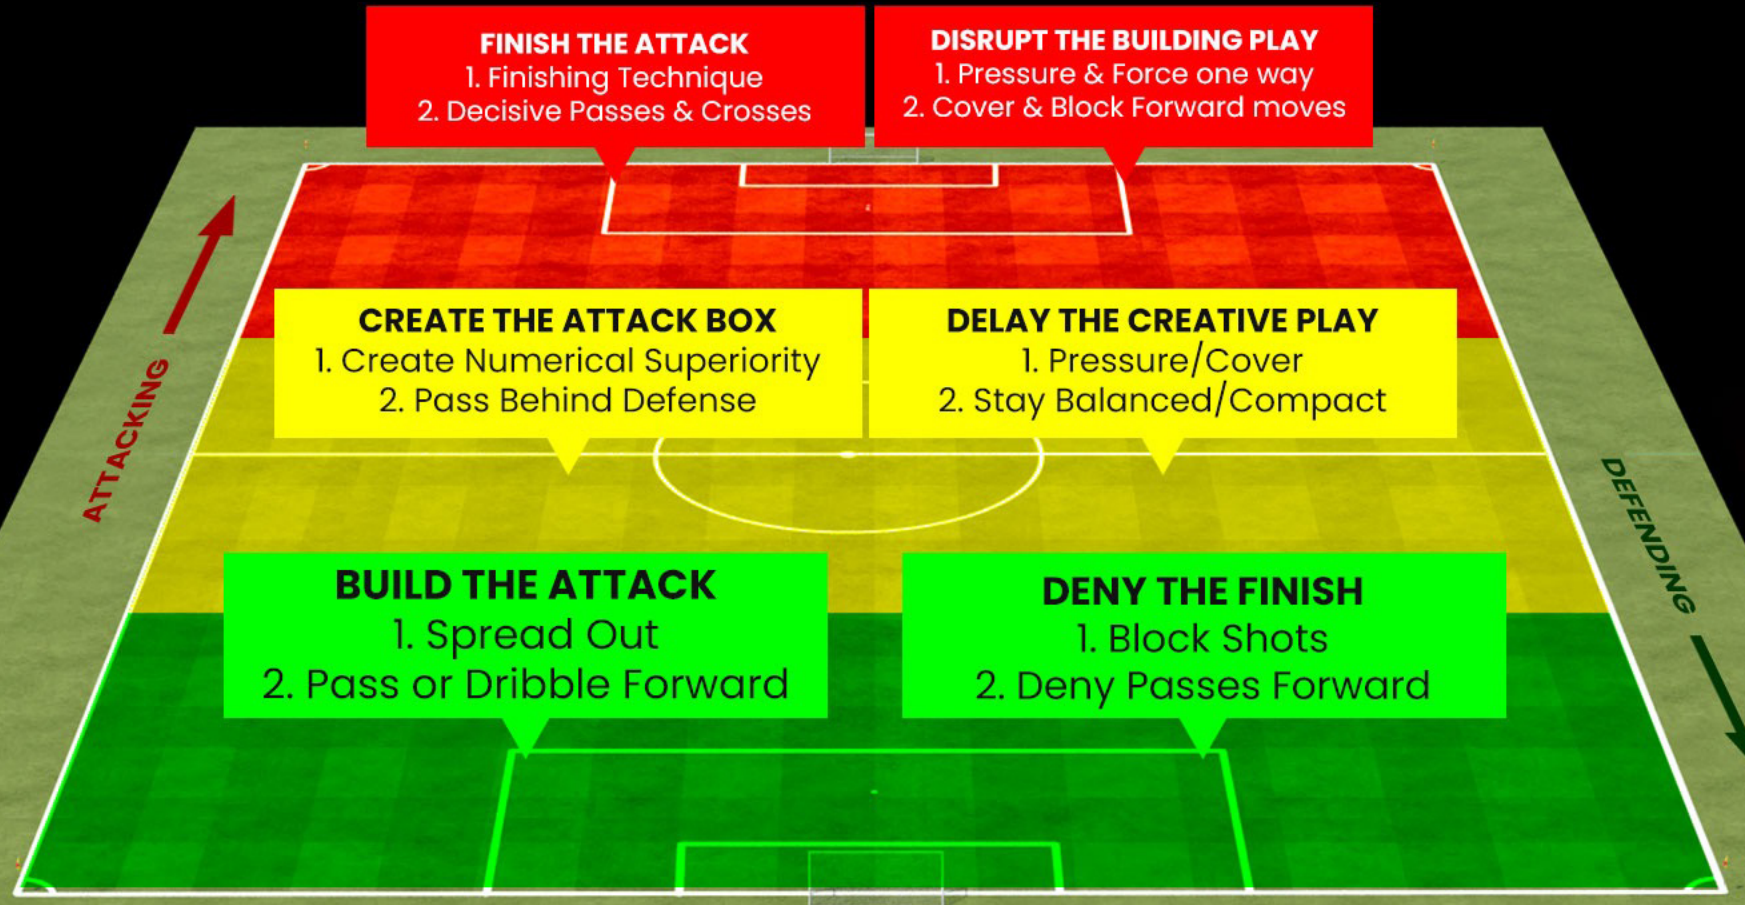 FINISH THE ATTACK
1. Finishing Technique
2. Decisive Passes & Crosses
DISRUPT THE BUILDING PLAY
1. Pressure & Force one way
2. Cover & Block Forward moves
ATTACKING
CREATE THE ATTACK BOX
1. Create Numerical Superiority
2. Pass Behind Defense
DELAY THE CREATIVE PLAY
1. Pressure/Cover
2. Stay Balanced/Compact
DEFENDING
BUILD THE ATTACK
1. Spread Out
2. Pass or Dribble Forward
DENY THE FINISH
1. Block Shots
2. Deny Passes Forward